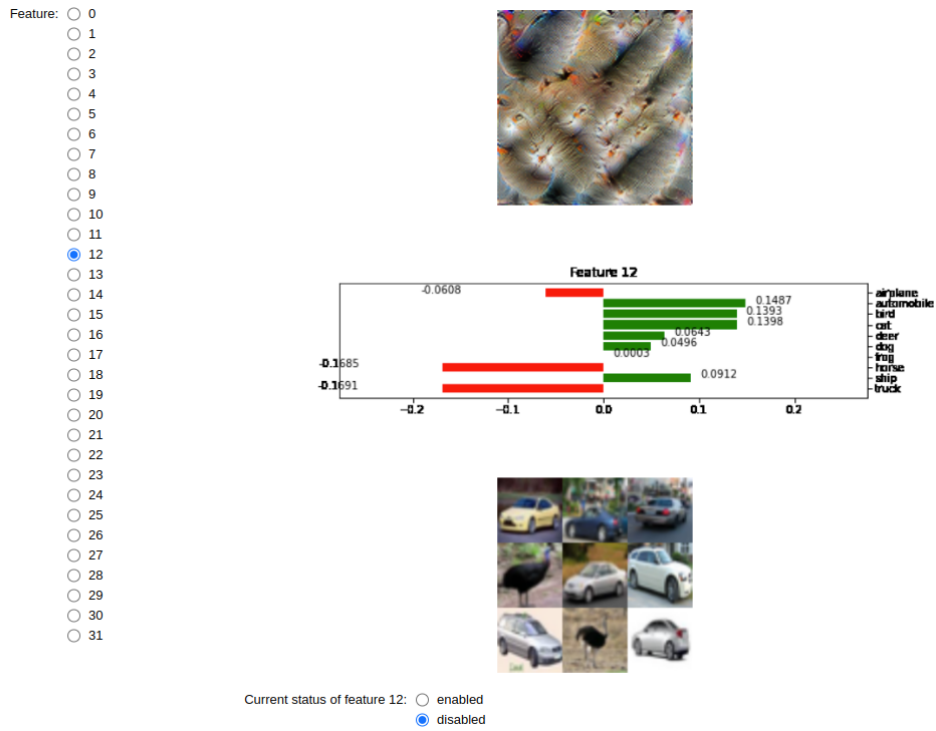 Feature: 0
1
2
3
4
5
6
7
8
9
10
11
12
13
14
15
16
17
18
19
20
21
22
23
24
25
26
27
28
29
30
31
Feature 12
-0.0608 airplane
0.1487 automobile
0.1393 bird
0.1398 cat
0.0643 deer
0.0496 dog
0.0003 frog
-0.1685 horse
0.0912 ship
-0.1691 truck
−0.2 −0.1 0.0 0.1 0.2
Current status of feature 12: enabled
disabled